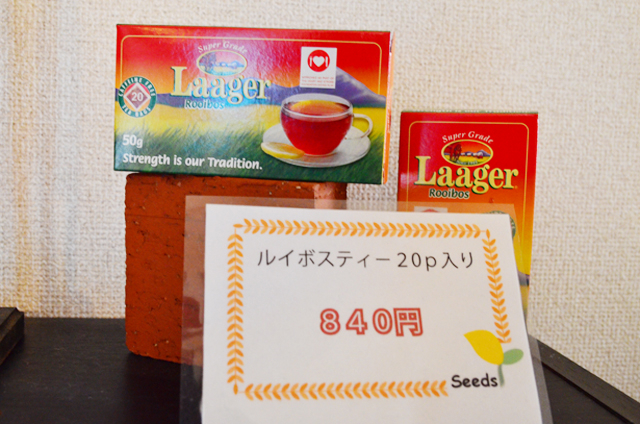 Super Grade
Laager
Rooibos
20
50g
Strength is our Tradition.
Super Grade
Laager
Rooibos
ルイボスティー20p入り
840円
Seeds